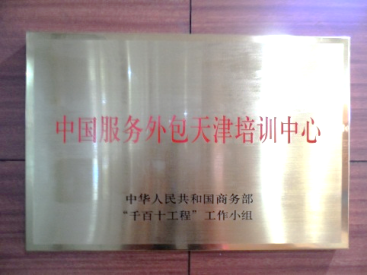 中国服务外包天津培训中心
中华人民共和国商务部
“千百十工程”工作小组